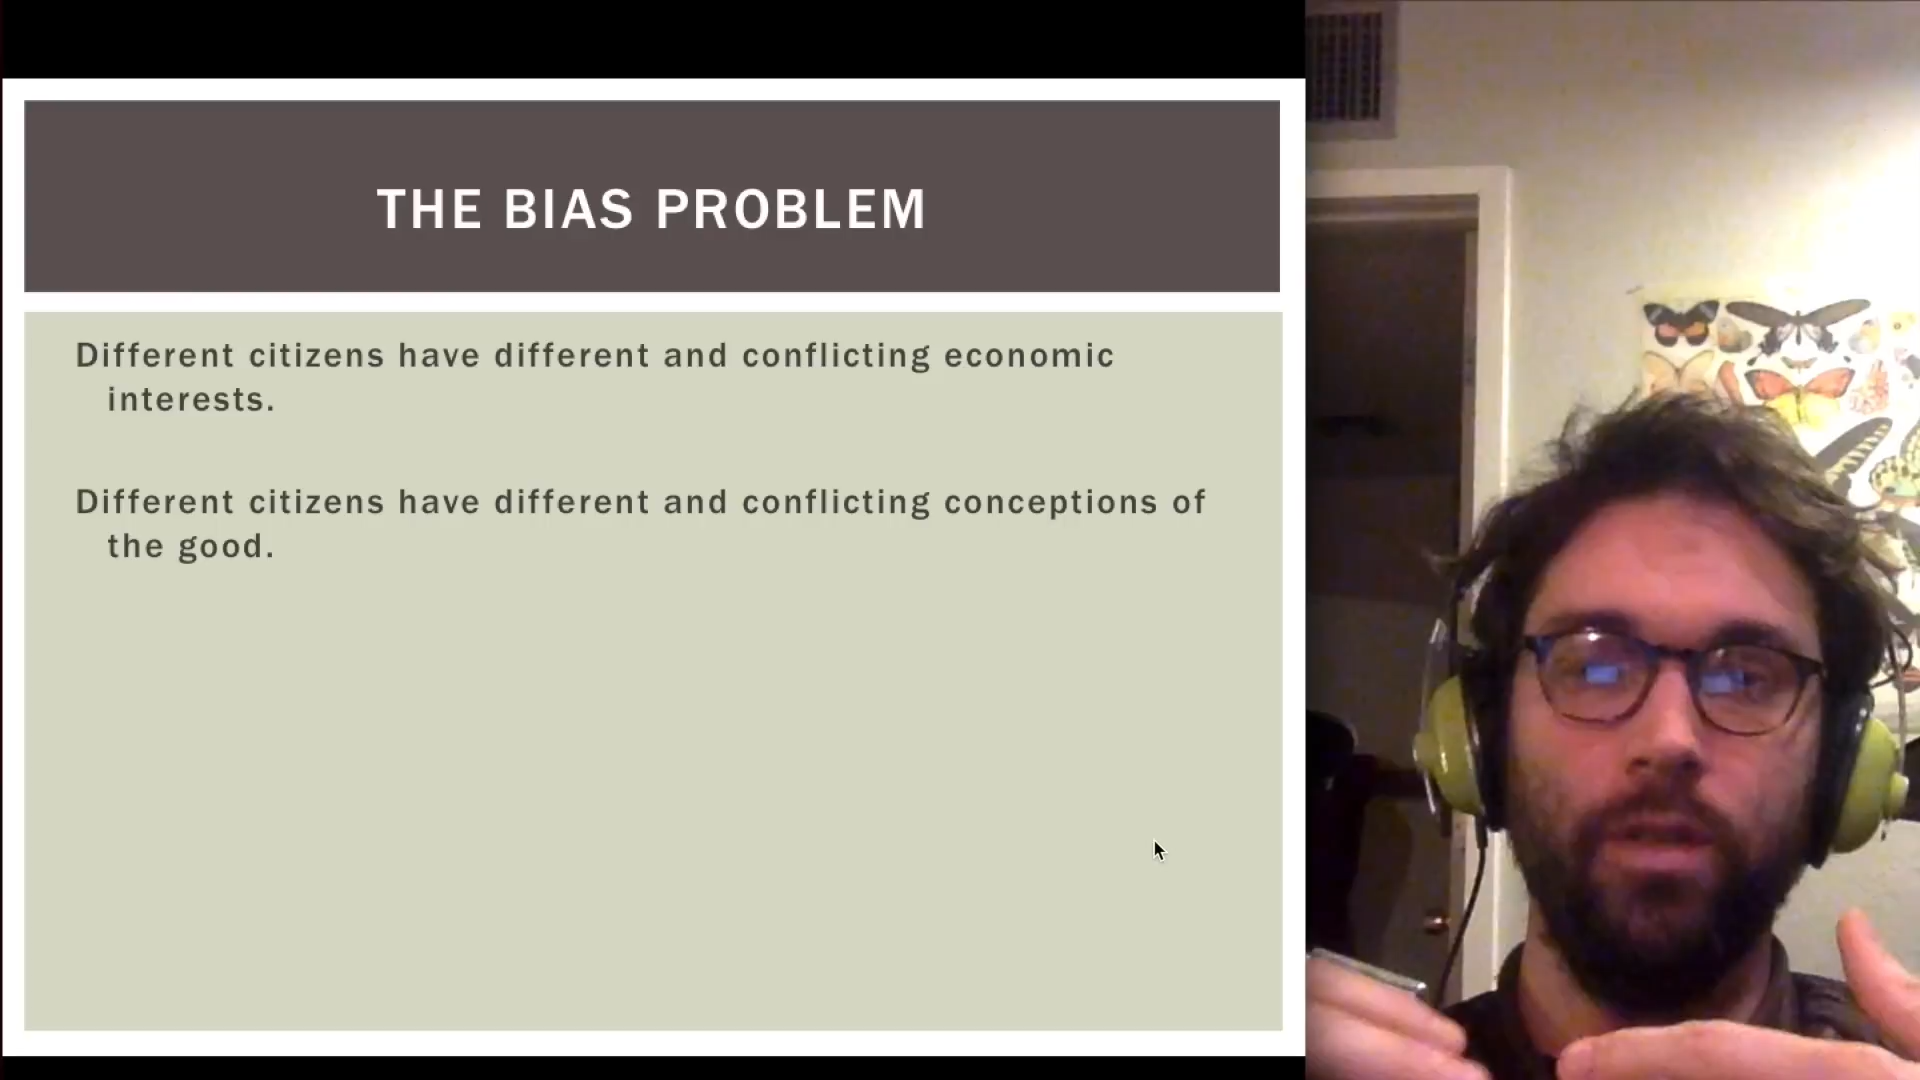 THE BIAS PROBLEM
Different citizens have different and conflicting economic
interests.
Different citizens have different and conflicting conceptions of
the good.